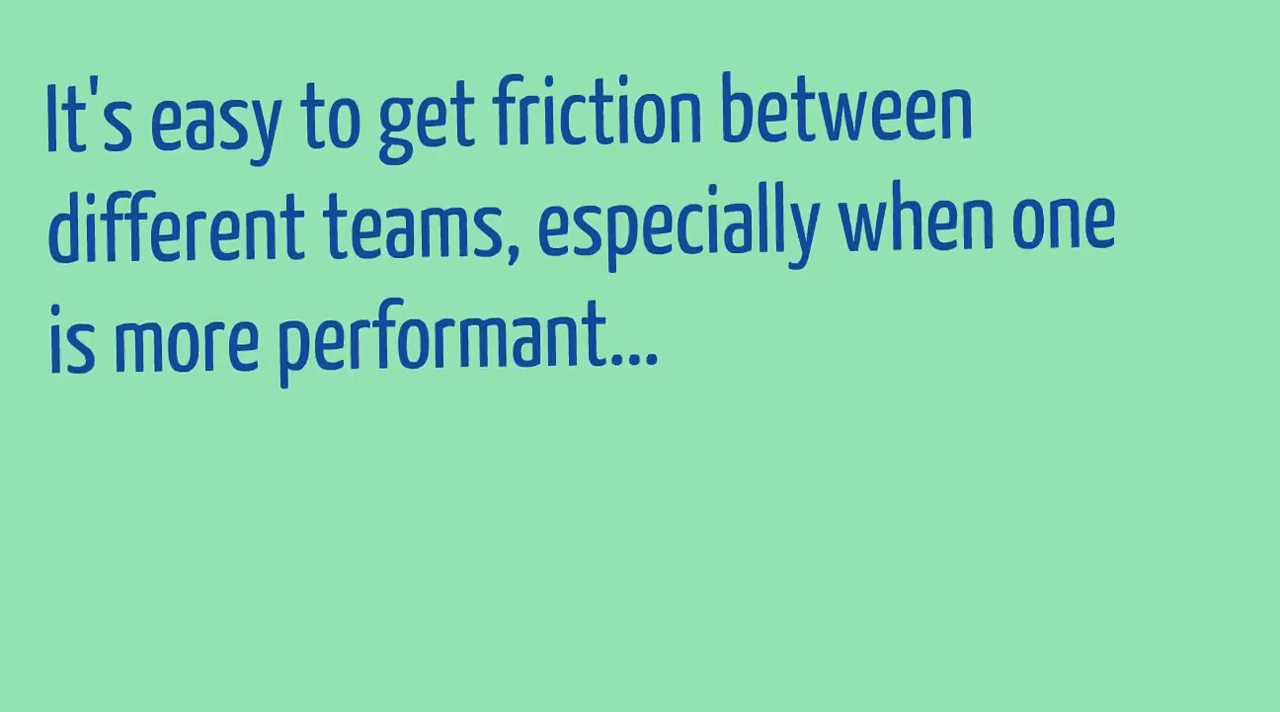 It's easy to get friction between
different teams, especially when one
is more performant...